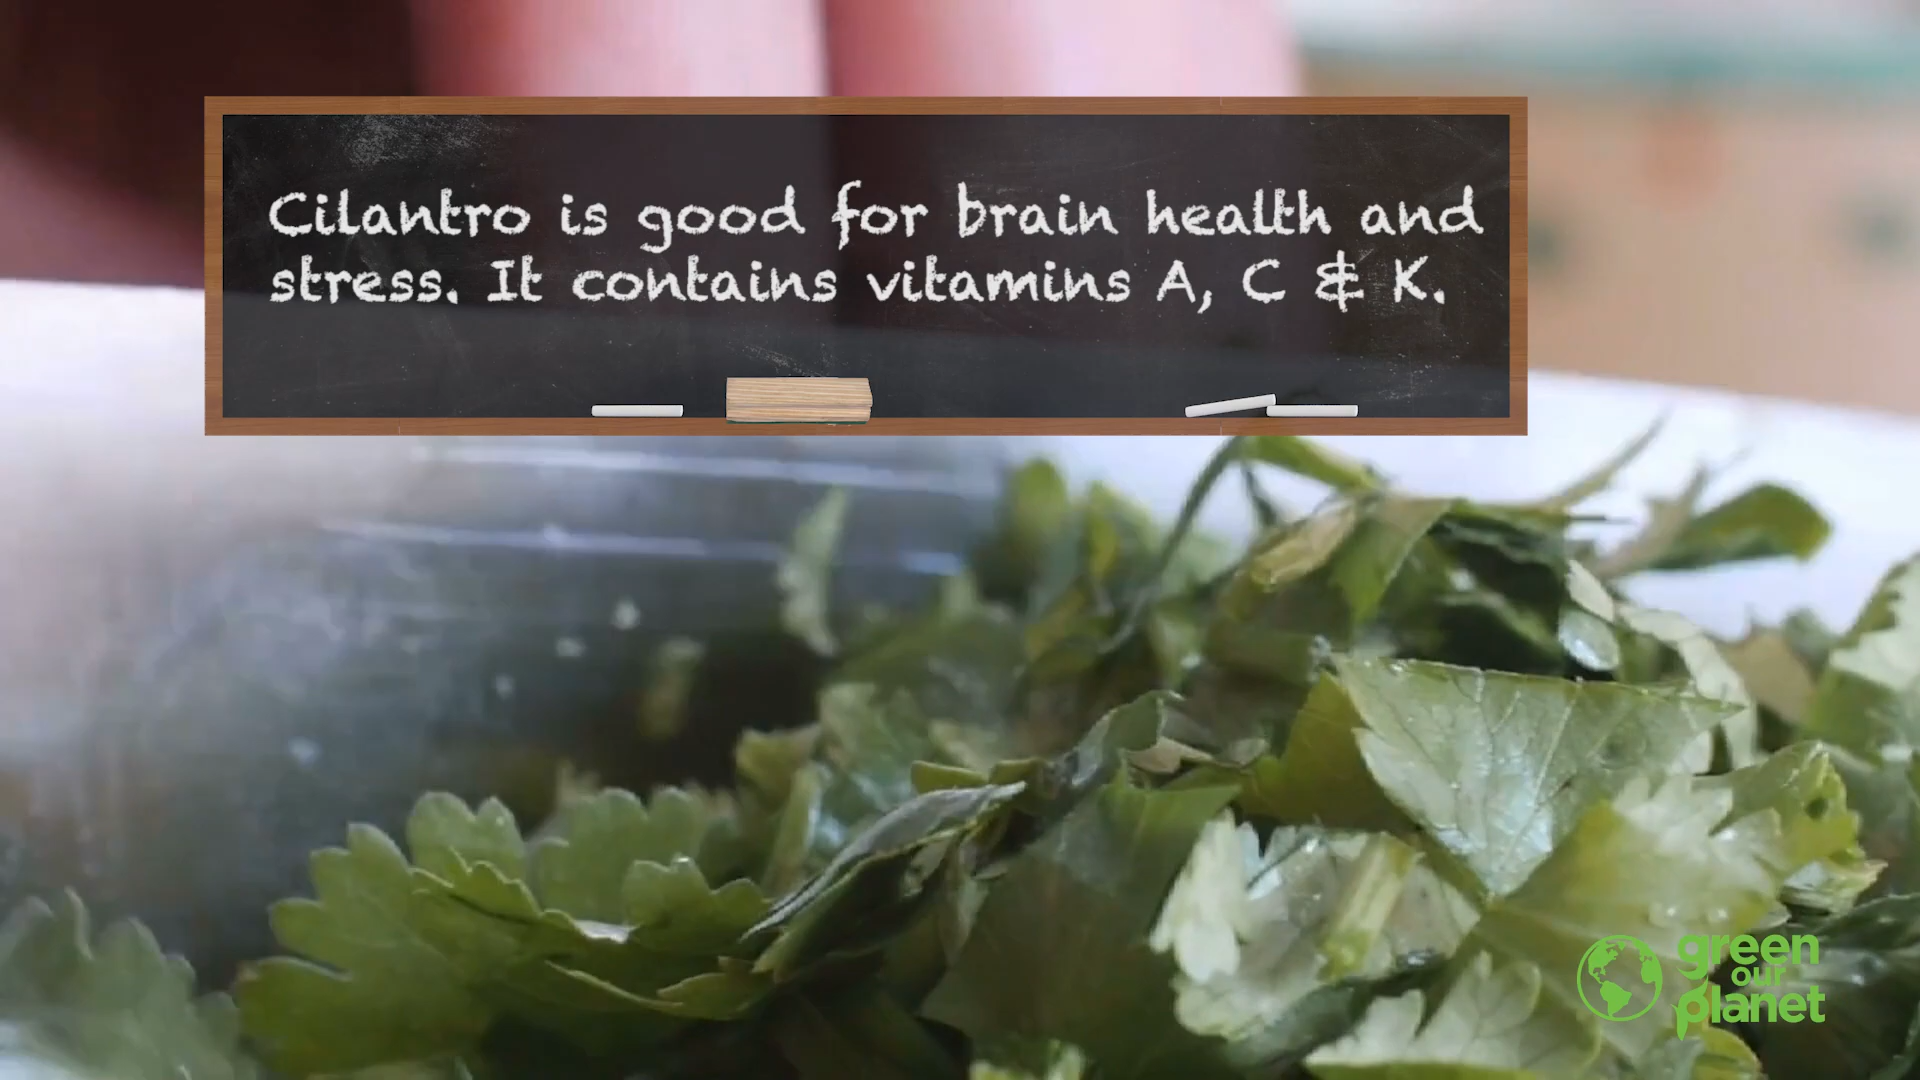 Cilantro is good for brain health and
stress. It contains vitamins A, C & K.
green
our
planet